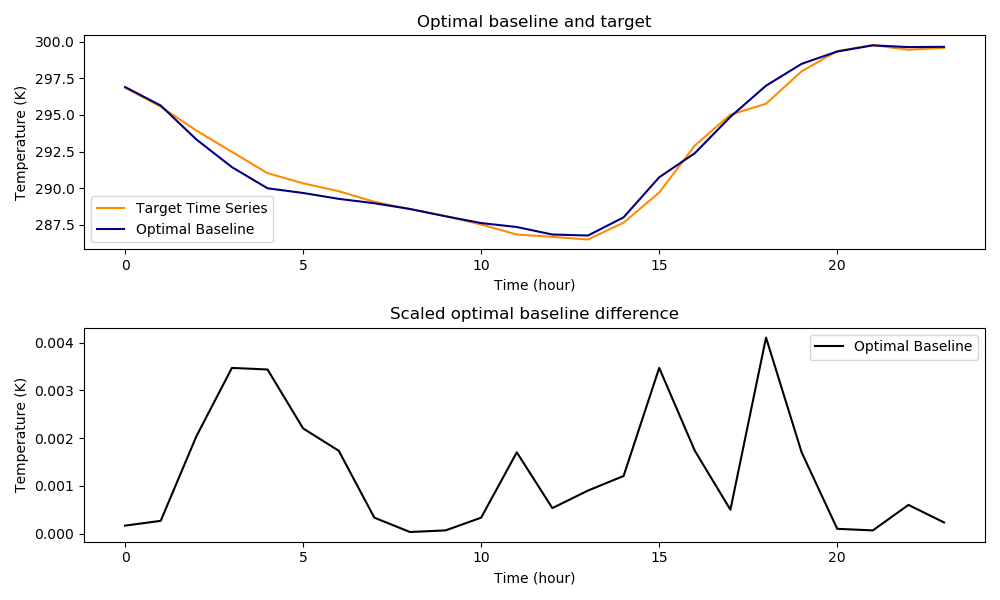 Optimal baseline and target
Temperature (K)
300.0
297.5
295.0
292.5
290.0
287.5
Target Time Series
Optimal Baseline
0 5 10 15 20
Time (hour)
Scaled optimal baseline difference
Temperature (K)
0.004
0.003
0.002
0.001
0.000
Optimal Baseline
0 5 10 15 20
Time (hour)